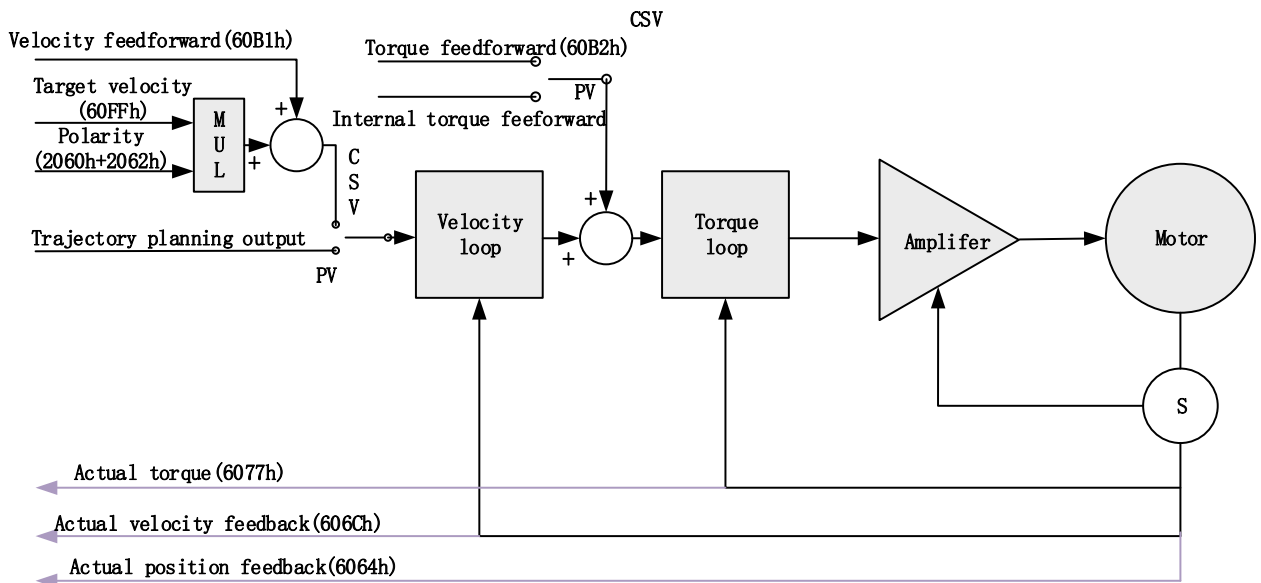 CSV
Velocity feedforward(60B1h)
Torque feedforward(60B2h)
Target velocity
(60FFh)
PV
Internal torque feeforward
Polarity
(2060h+2062h)
+
M
U
L
+
C
S
V
+
Velocity
loop
+
Torque
loop
Amplifer
Motor
Trajectory planning output
PV
S
Actual torque(6077h)
Actual velocity feedback(606Ch)
Actual position feedback(6064h)